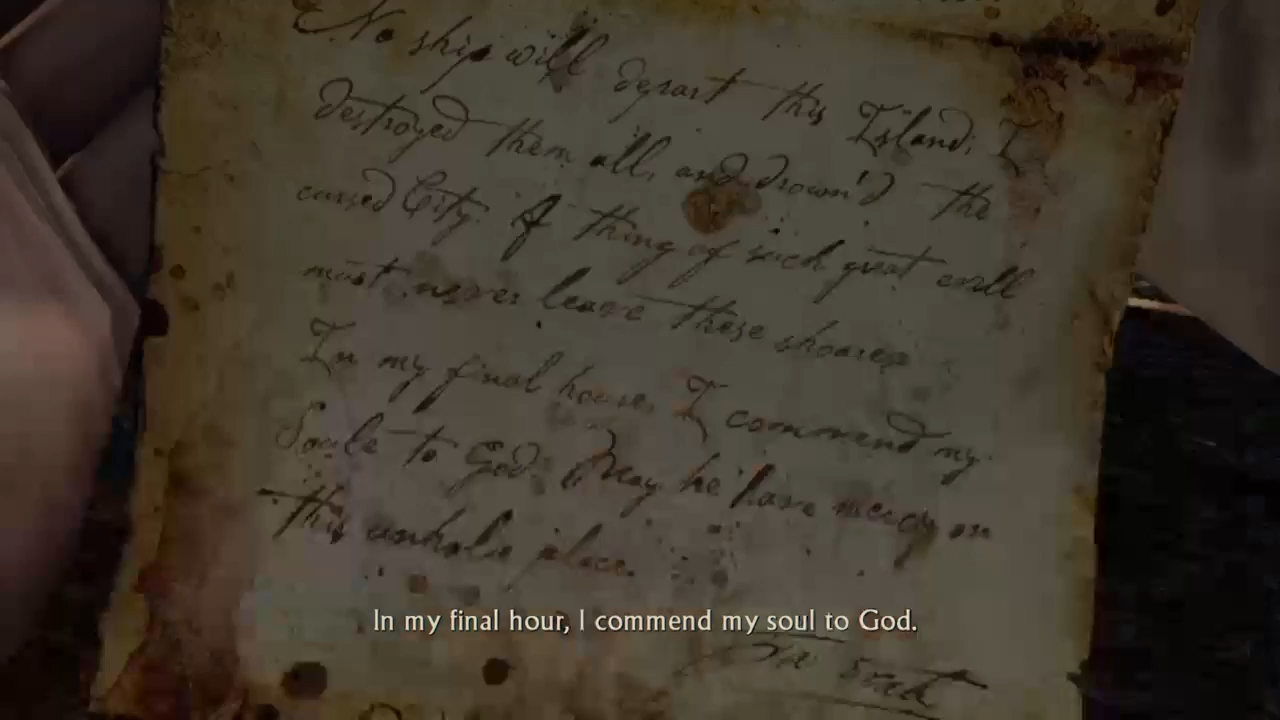 No ship will depart this Island; I
destroyed them all, and drown'd the
cursed City. A thing of such great evill
must never leave these shoares
In my final houre, I commend my
Soule to God. May he have mercy on
this unholie place.
In my final hour, I commend my soul to God.